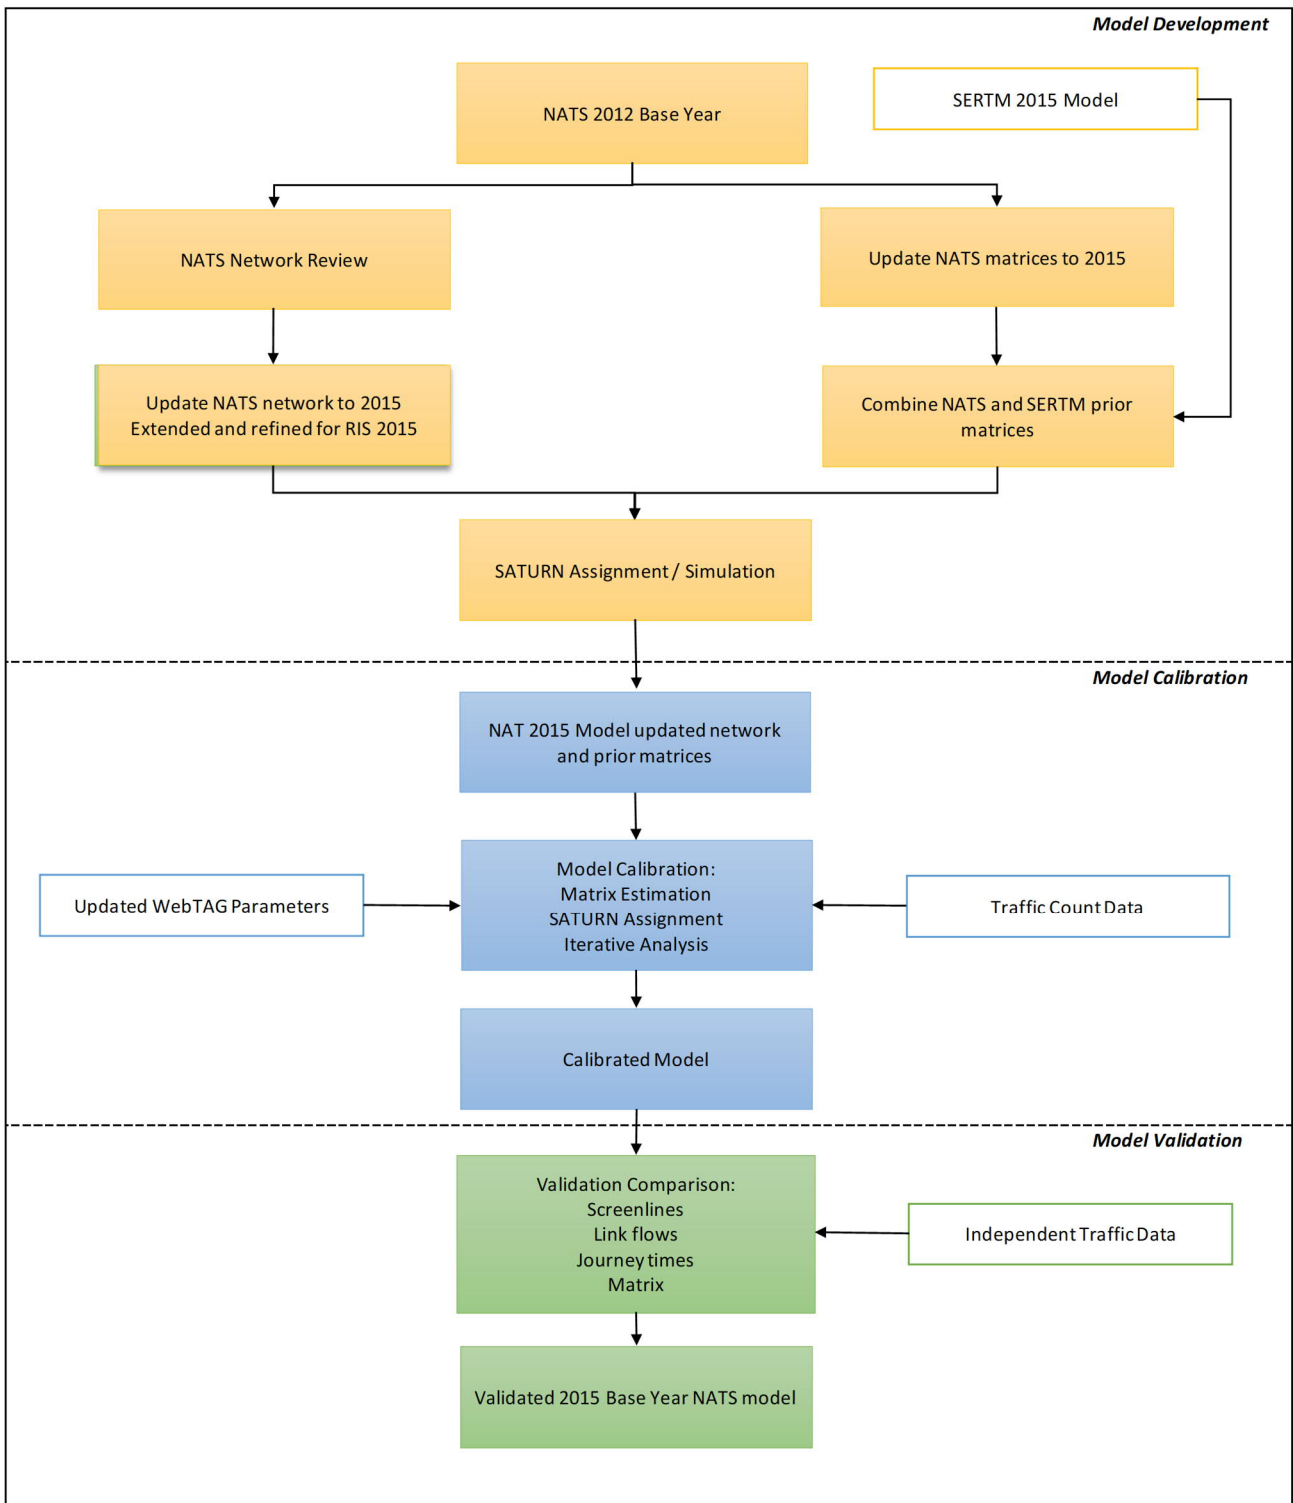 Model Development
NATS 2012 Base Year
SERTM 2015 Model
NATS Network Review
Update NATS matrices to 2015
Update NATS network to 2015
Extended and refined for RIS 2015
Combine NATS and SERTM prior
matrices
SATURN Assignment / Simulation
Model Calibration
NAT 2015 Model updated network
and prior matrices
Updated WebTAG Parameters
Model Calibration:
Matrix Estimation
SATURN Assignment
Iterative Analysis
Traffic Count Data
Calibrated Model
Model Validation
Validation Comparison:
Screenlines
Link flows
Journey times
Matrix
Independent Traffic Data
Validated 2015 Base Year NATS model